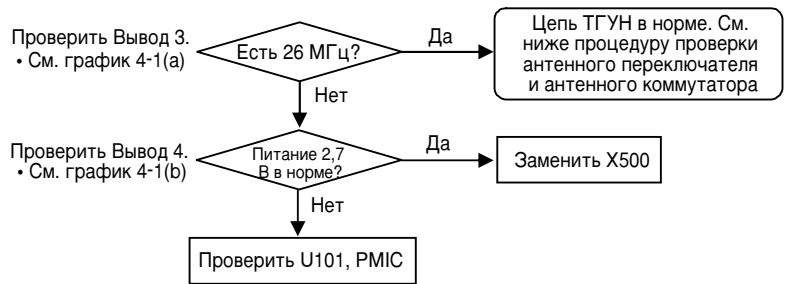 Проверить Вывод 3.
• См. график 4-1(a)
Есть 26 МГц?
Да
Цепь ТГУН в норме. См.
ниже процедуру проверки
антенного переключателя
и антенного коммутатора
Нет
Проверить Вывод 4.
• См. график 4-1(b)
Питание 2,7
В в норме?
Да
Заменить X500
Нет
Проверить U101, PMIC